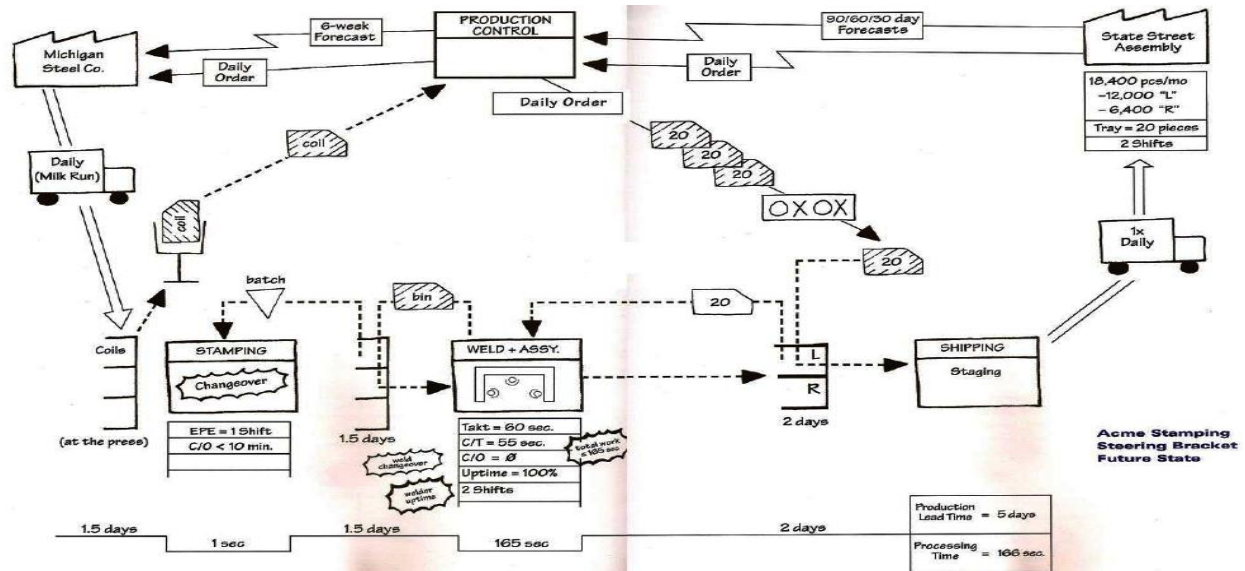 Michigan
Steel Co.
6-week
Forecast
Daily
Order
PRODUCTION
CONTROL
90/60/30 day
Forecasts
Daily
Order
State Street
Assembly
18,400 pcs/mo
-12,000 "L"
- 6,400 "R"
Tray = 20 pieces
2 Shifts
Daily Order
Daily
(Milk Run)
coil
coil
20
20
20
OXOX
20
1x
Daily
batch
bin
20
Coils
(at the press)
STAMPING
Changeover
EPE = 1 Shift
C/O < 10 min.
1.5 days
WELD + ASSY.
Takt = 60 sec.
C/T = 55 sec.
C/O = Ø
Uptime = 100%
2 Shifts
weld
changeover
welder
uptime
total work
≤ 165 sec
L
R
2 days
SHIPPING
Staging
Acme Stamping
Steering Bracket
Future State
1.5 days
1 sec
1.5 days
165 sec
2 days
Production
Lead Time = 5 days
Processing
Time = 166 sec.